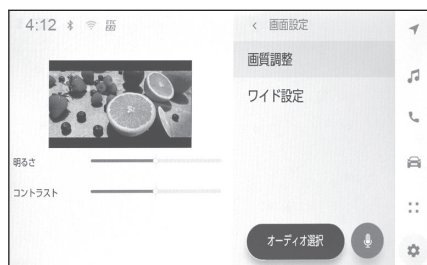 4:12
画面設定
画質調整
ワイド設定
明るさ
コントラスト
オーディオ選択